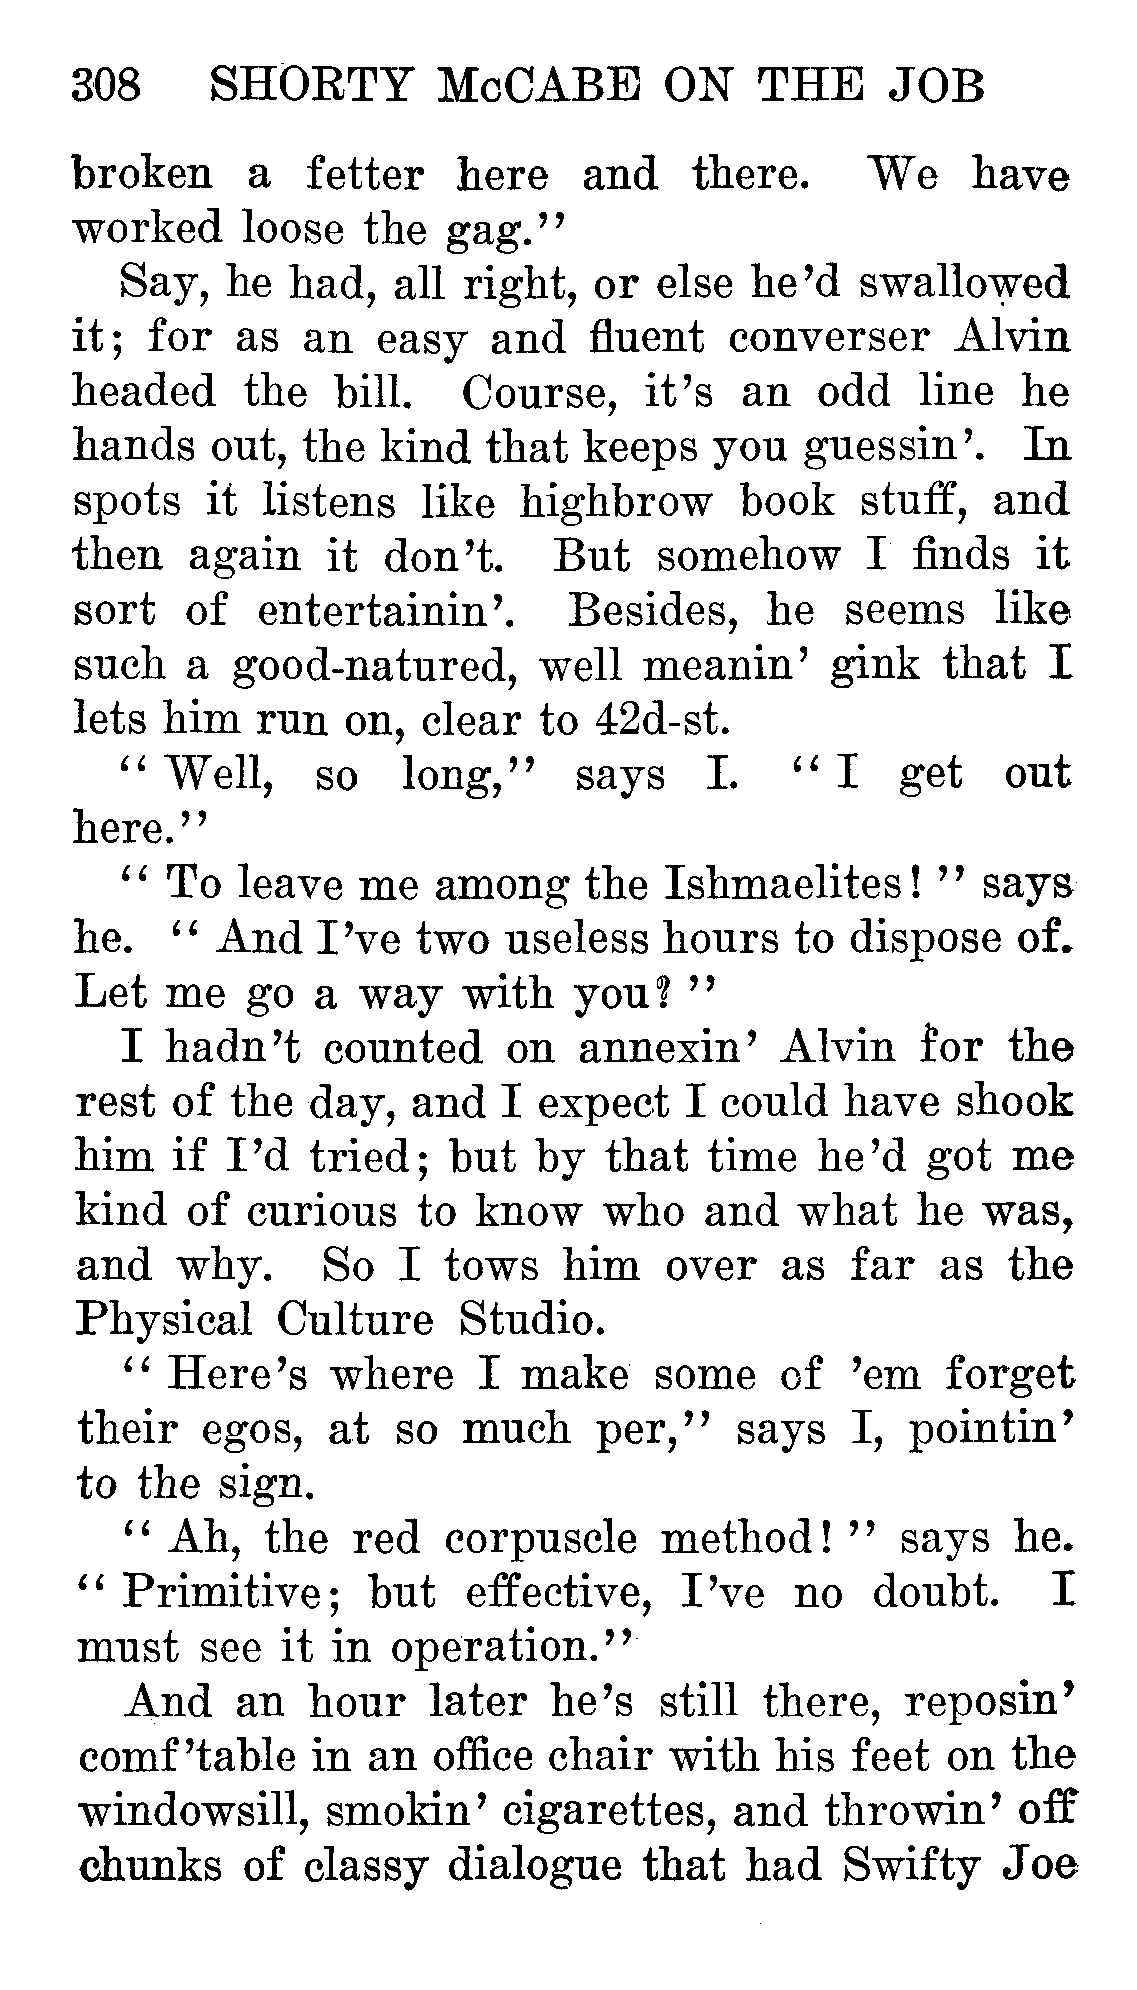 308 SHORTY McCABE ON THE JOB
broken a fetter here and there. We have
worked loose the gag.”
Say, he had, all right, or else he’d swallowed
it; for as an easy and fluent converser Alvin
headed the bill. Course, it’s an odd line he
hands out, the kind that keeps you guessin’. In
spots it listens like highbrow book stuff, and
then again it don’t. But somehow I finds it
sort of entertainin’. Besides, he seems like
such a good-natured, well meanin’ gink that I
lets him run on, clear to 42d-st.
“ Well, so long,” says I. “ I get out
here.”
“ To leave me among the Ishmaelites! ” says
he. “ And I’ve two useless hours to dispose of.
Let me go a way with you? ”
I hadn’t counted on annexin’ Alvin for the
rest of the day, and I expect I could have shook
him if I’d tried; but by that time he’d got me
kind of curious to know who and what he was,
and why. So I tows him over as far as the
Physical Culture Studio.
“ Here’s where I make some of ’em forget
their egos, at so much per,” says I, pointin’
to the sign.
“ Ah, the red corpuscle method! ” says he.
“ Primitive; but effective, I’ve no doubt. I
must see it in operation.”
And an hour later he’s still there, reposin’
comf’table in an office chair with his feet on the
windowsill, smokin’ cigarettes, and throwin’ off
chunks of classy dialogue that had Swifty Joe